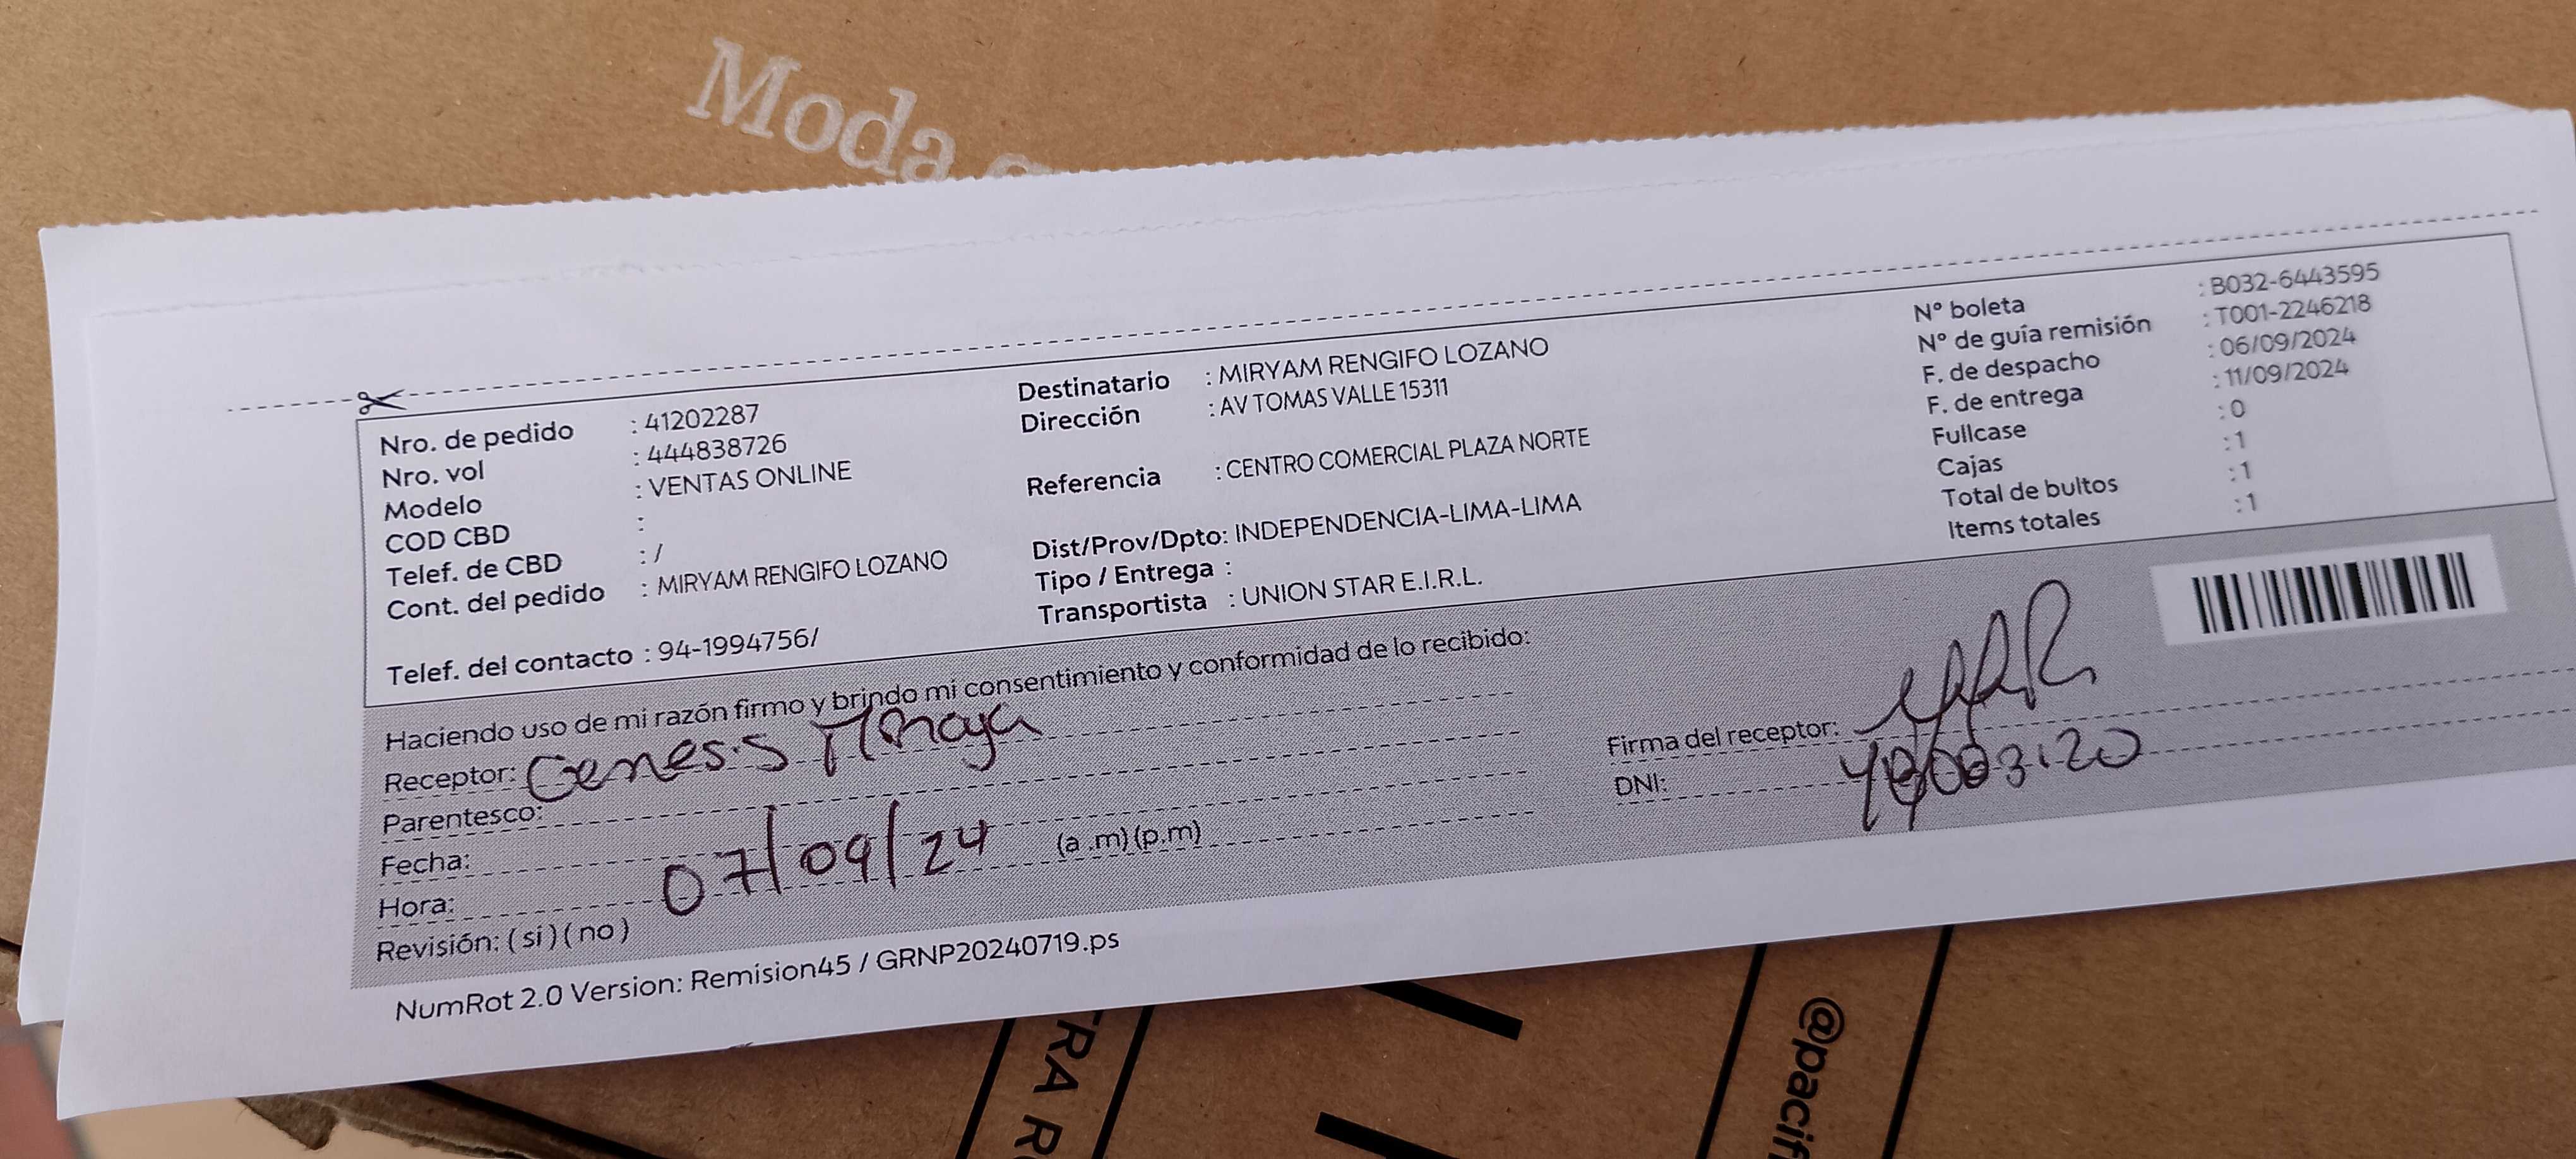 Moda
Nro. de pedido : 41202287
Nro. vol : 444838726
Modelo : VENTAS ONLINE
COD CBD :
Telef. de CBD : /
Cont. del pedido : MIRYAM RENGIFO LOZANO
Telef. del contacto : 94-1994756/
Destinatario : MIRYAM RENGIFO LOZANO
Dirección : AV TOMAS VALLE 15311
Referencia : CENTRO COMERCIAL PLAZA NORTE
Dist/Prov/Dpto: INDEPENDENCIA-LIMA-LIMA
Tipo / Entrega :
Transportista : UNION STAR E.I.R.L.
Nº boleta : B032-6443595
Nº de guía remisión : T001-2246218
F. de despacho : 06/09/2024
F. de entrega : 11/09/2024
Fullcase : 0
Cajas : 1
Total de bultos : 1
Items totales : 1
Haciendo uso de mi razón firmo y brindo mi consentimiento y conformidad de lo recibido:
Receptor: Genesis
Parentesco:
Fecha: 07/09/24
Hora: (a .m) (p.m)
Revisión: ( si ) ( no )
Firma del receptor:
DNI:
NumRot 2.0 Version: Remision45 / GRNP20240719.ps
TRA R
@pacif